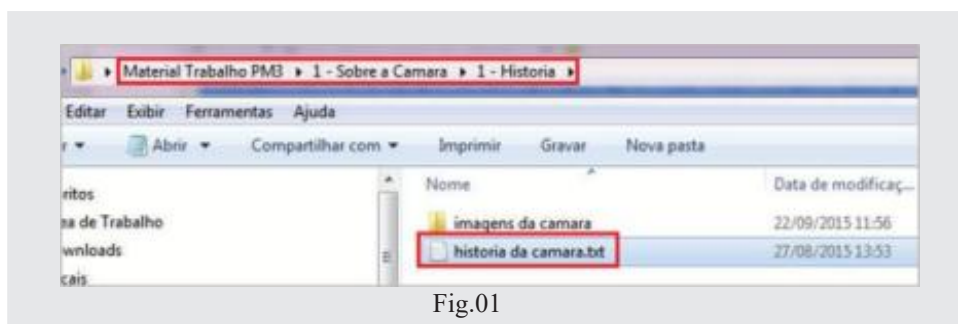 Material Trabalho PM3 ▸ 1 - Sobre a Camara ▸ 1 - Historia ▸
Editar Exibir Ferramentas Ajuda
Abrir Compartilhar com Imprimir Gravar Nova pasta
Nome Data de modificaç...
imagens da camara 22/09/2015 11:56
historia da camara.txt 27/08/2015 13:53
ritos
ea de Trabalho
wnloads
cais
Fig.01